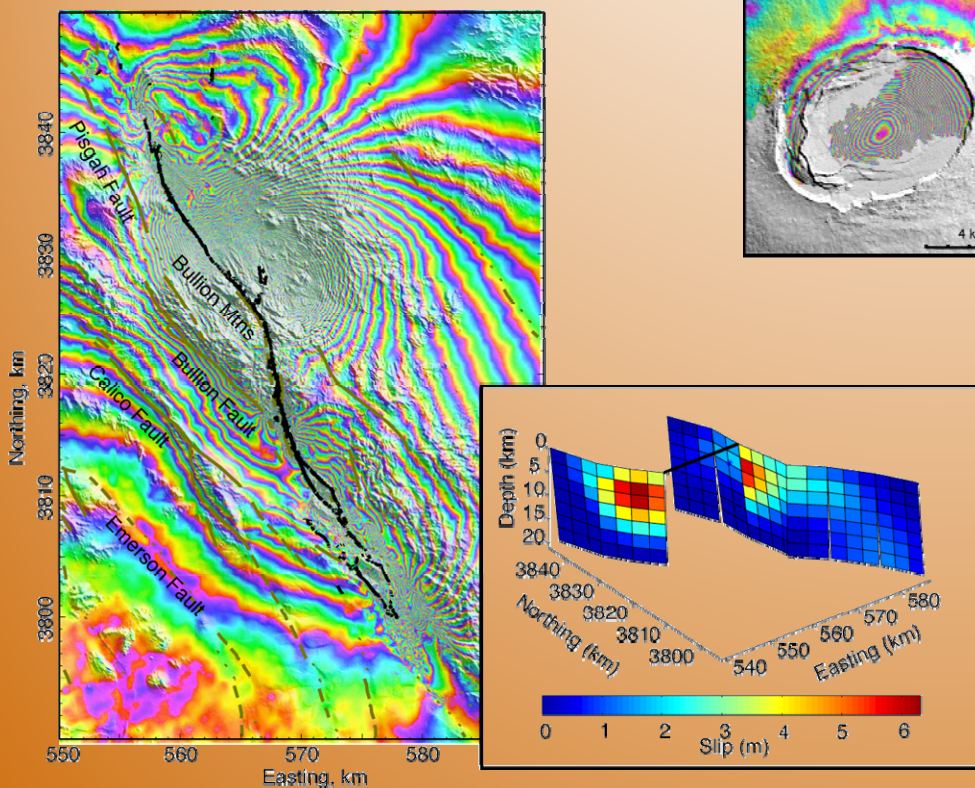 Northing, km
3840
3830
3820
3810
3800
Pisgah Fault
Bullion Mtns
Bullion Fault
Calico Fault
Emerson Fault
550
560
570
580
Easting, km
4 k
Depth (km)
0
5
10
15
20
3840
3830
3820
3810
3800
Northing (km)
540
550
560
570
580
Easting (km)
0 1 2 3 4 5 6
Slip (m)